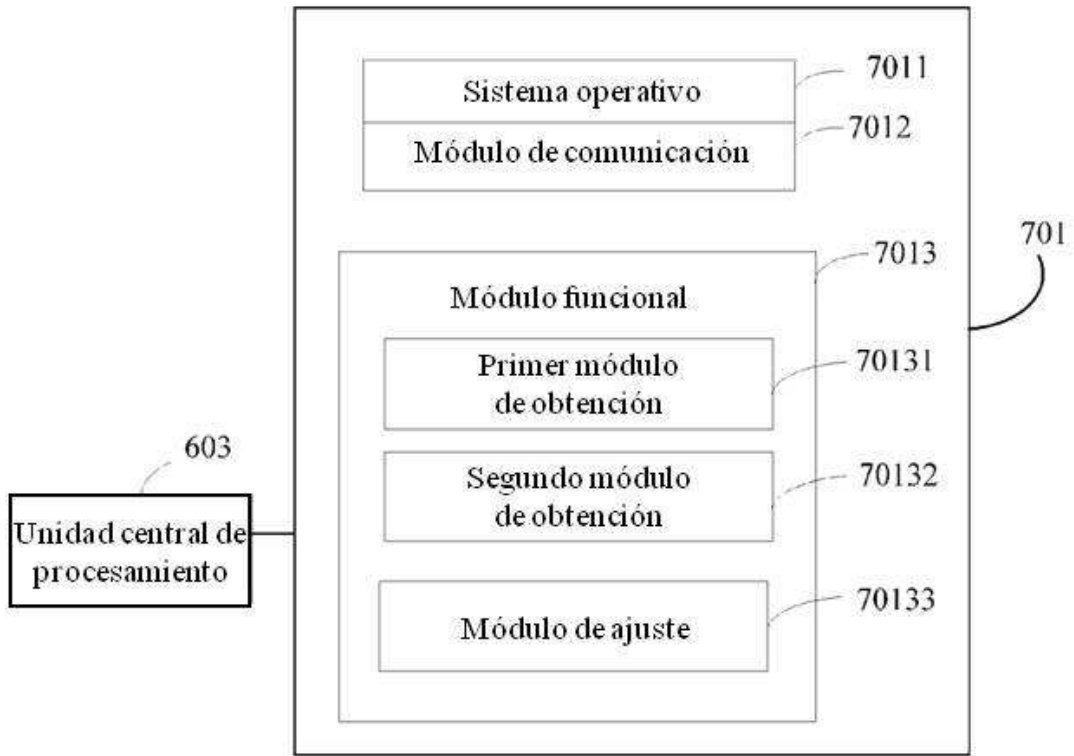 7011
Sistema operativo
7012
Módulo de comunicación
7013
701
Módulo funcional
70131
Primer módulo
de obtención
603
70132
Segundo módulo
de obtención
Unidad central de
procesamiento
70133
Módulo de ajuste